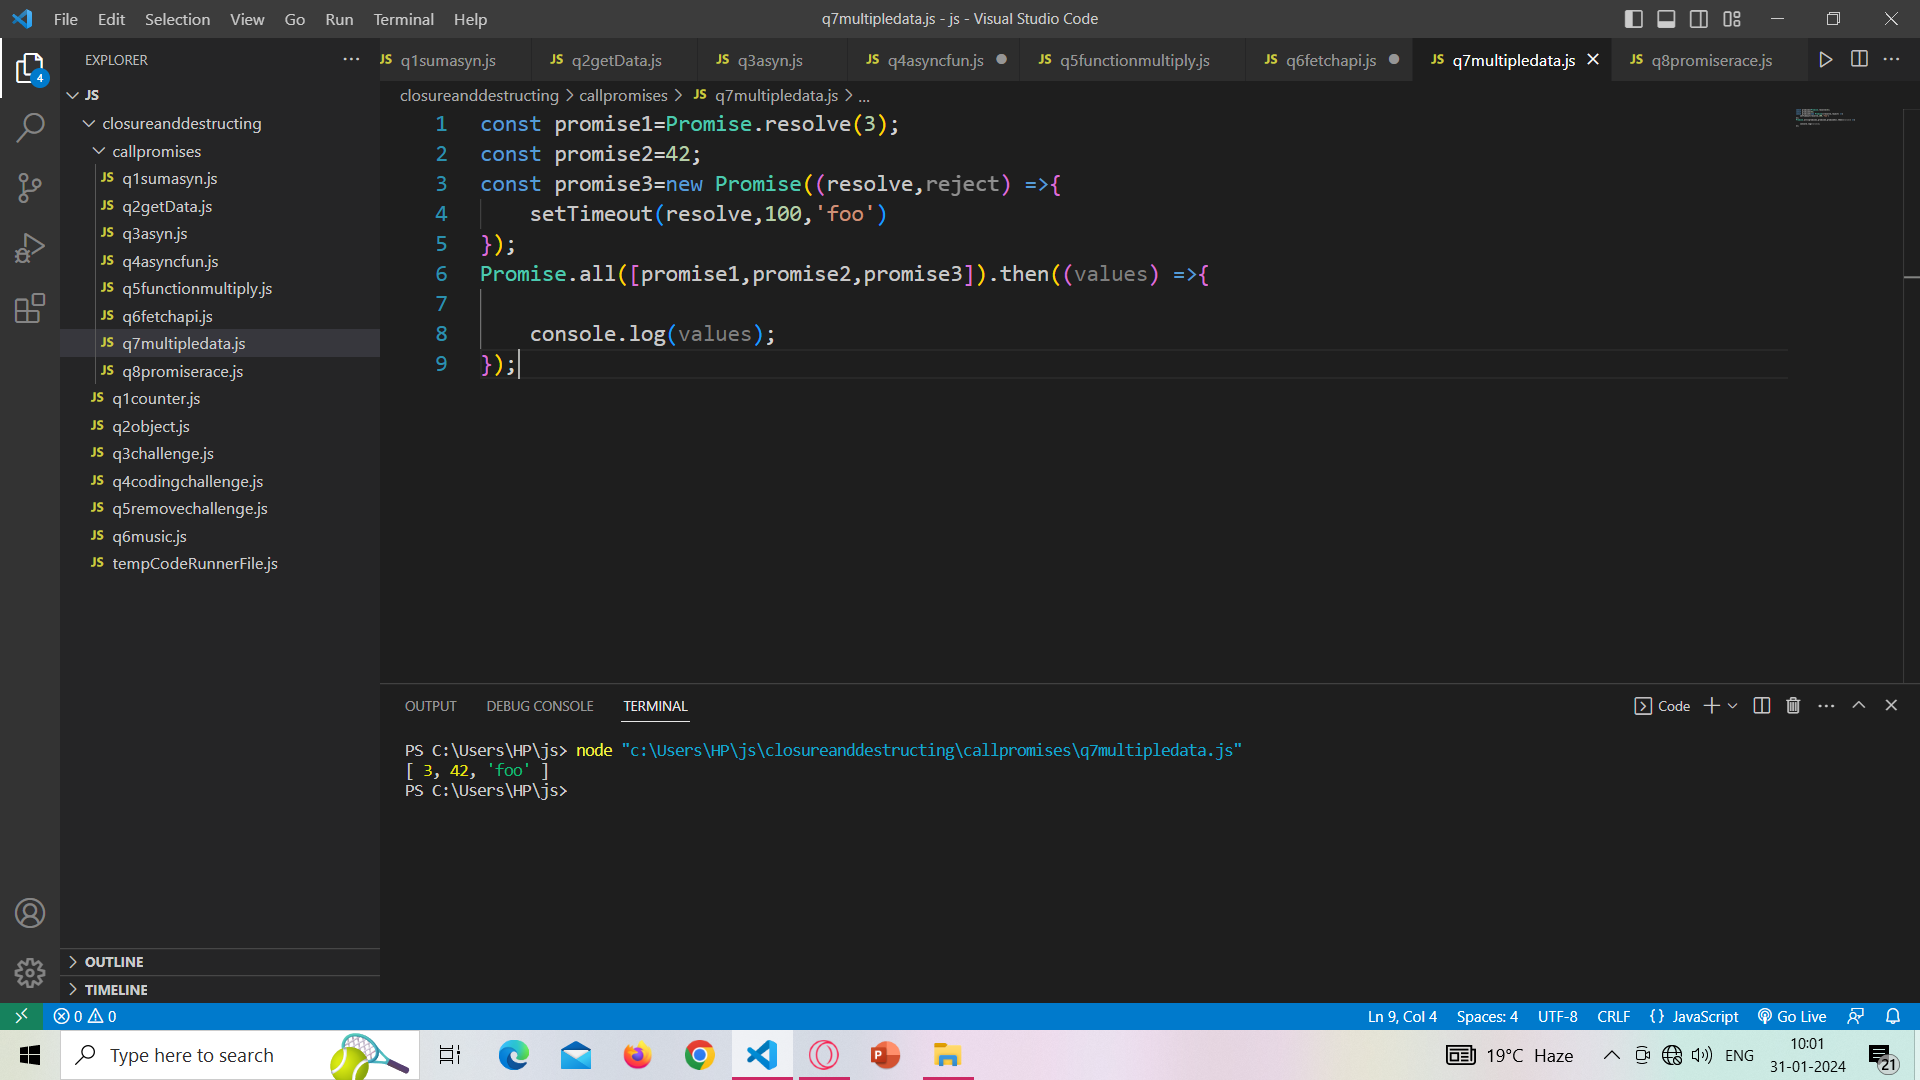 File Edit Selection View Go Run Terminal Help
q7multipledata.js - js - Visual Studio Code
4
EXPLORER
JS
closureanddestructing
callpromises
JS q1sumasyn.js
JS q2getData.js
JS q3asyn.js
JS q4asyncfun.js
JS q5functionmultiply.js
JS q6fetchapi.js
JS q7multipledata.js
JS q8promiserace.js
JS q1counter.js
JS q2object.js
JS q3challenge.js
JS q4codingchallenge.js
JS q5removechallenge.js
JS q6music.js
JS tempCodeRunnerFile.js
OUTLINE
TIMELINE
JS q1sumasyn.js JS q2getData.js JS q3asyn.js JS q4asyncfun.js JS q5functionmultiply.js JS q6fetchapi.js JS q7multipledata.js JS q8promiserace.js
closureanddestructing > callpromises > JS q7multipledata.js > ...
1 const promise1=Promise.resolve(3);
2 const promise2=42;
3 const promise3=new Promise((resolve,reject) =>{
4 setTimeout(resolve,100,'foo')
5 });
6 Promise.all([promise1,promise2,promise3]).then((values) =>{
7
8 console.log(values);
9 });
OUTPUT DEBUG CONSOLE TERMINAL
Code
PS C:\Users\HP\js> node "c:\Users\HP\js\closureanddestructing\callpromises\q7multipledata.js"
[ 3, 42, 'foo' ]
PS C:\Users\HP\js>
0 0
Ln 9, Col 4 Spaces: 4 UTF-8 CRLF {} JavaScript Go Live
Type here to search
19°C Haze
ENG
10:01
31-01-2024
21